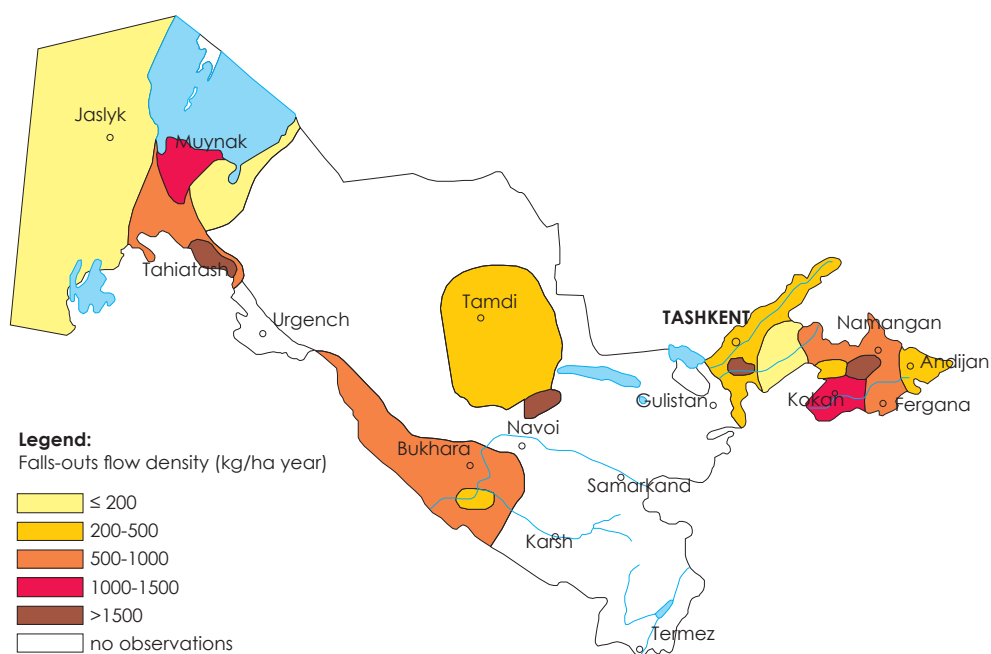 Jaslyk
Muynak
Tahiatash
Urgench
Tamdi
TASHKENT
Namangan
Andijan
Kokan
Gulistan
Fergana
Navoi
Bukhara
Samarkand
Karsh
Termez
Legend:
Falls-outs flow density (kg/ha year)
≤ 200
200-500
500-1000
1000-1500
>1500
no observations